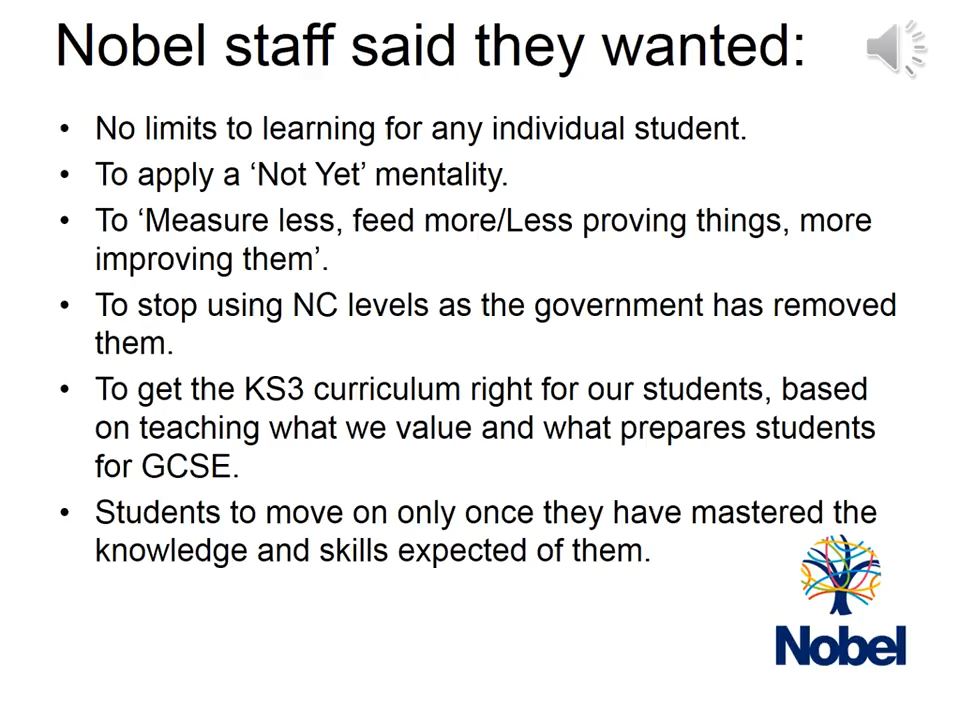 Nobel staff said they wanted:
• No limits to learning for any individual student.
• To apply a ‘Not Yet’ mentality.
• To ‘Measure less, feed more/Less proving things, more
improving them’.
• To stop using NC levels as the government has removed
them.
• To get the KS3 curriculum right for our students, based
on teaching what we value and what prepares students
for GCSE.
• Students to move on only once they have mastered the
knowledge and skills expected of them.
Nobel